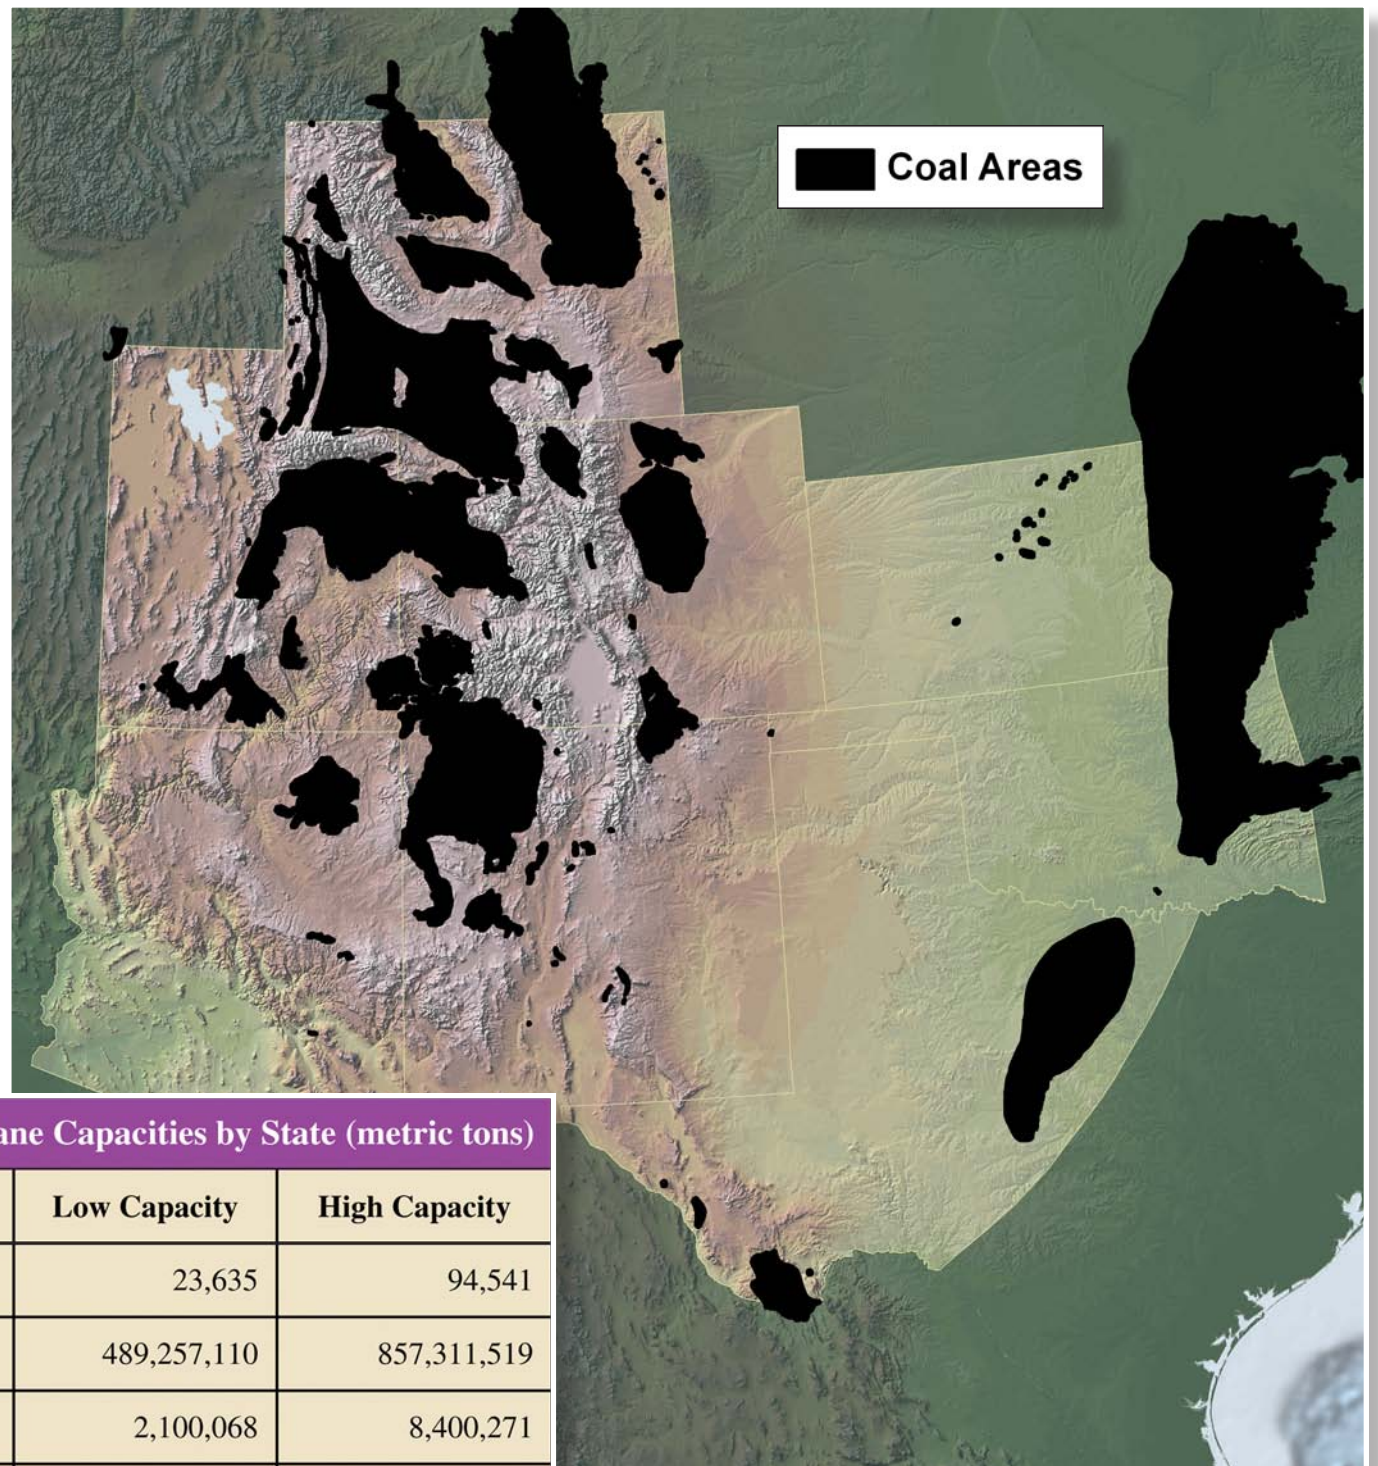 Coal Areas
Capacities by State (metric tons)
Low Capacity High Capacity
23,635 94,541
489,257,110 857,311,519
2,100,068 8,400,271